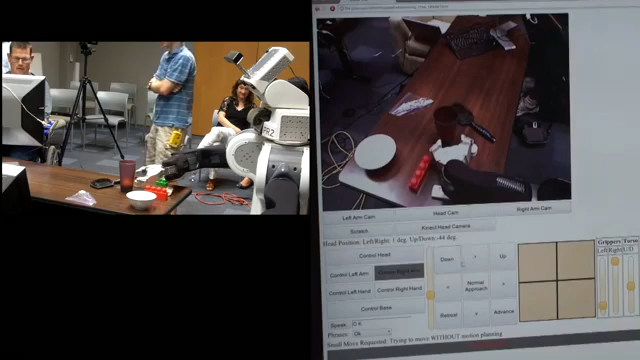 PR2
Left Arm Cam
Head Cam
Right Arm Cam
Scratch
Kinect Head Camera
Head Position: Left/Right: 1 deg. Up/Down: -44 deg.
Control Head
Control Left Arm
Control Right Arm
Control Left Hand
Control Right Hand
Control Base
Down
Up
Normal
Approach
Retreat
Advance
Grippers
Torso
Left
Right
U/D
Speak
O K
Phrases:
Ok
Small Move Requested: Trying to move WITHOUT motion planning